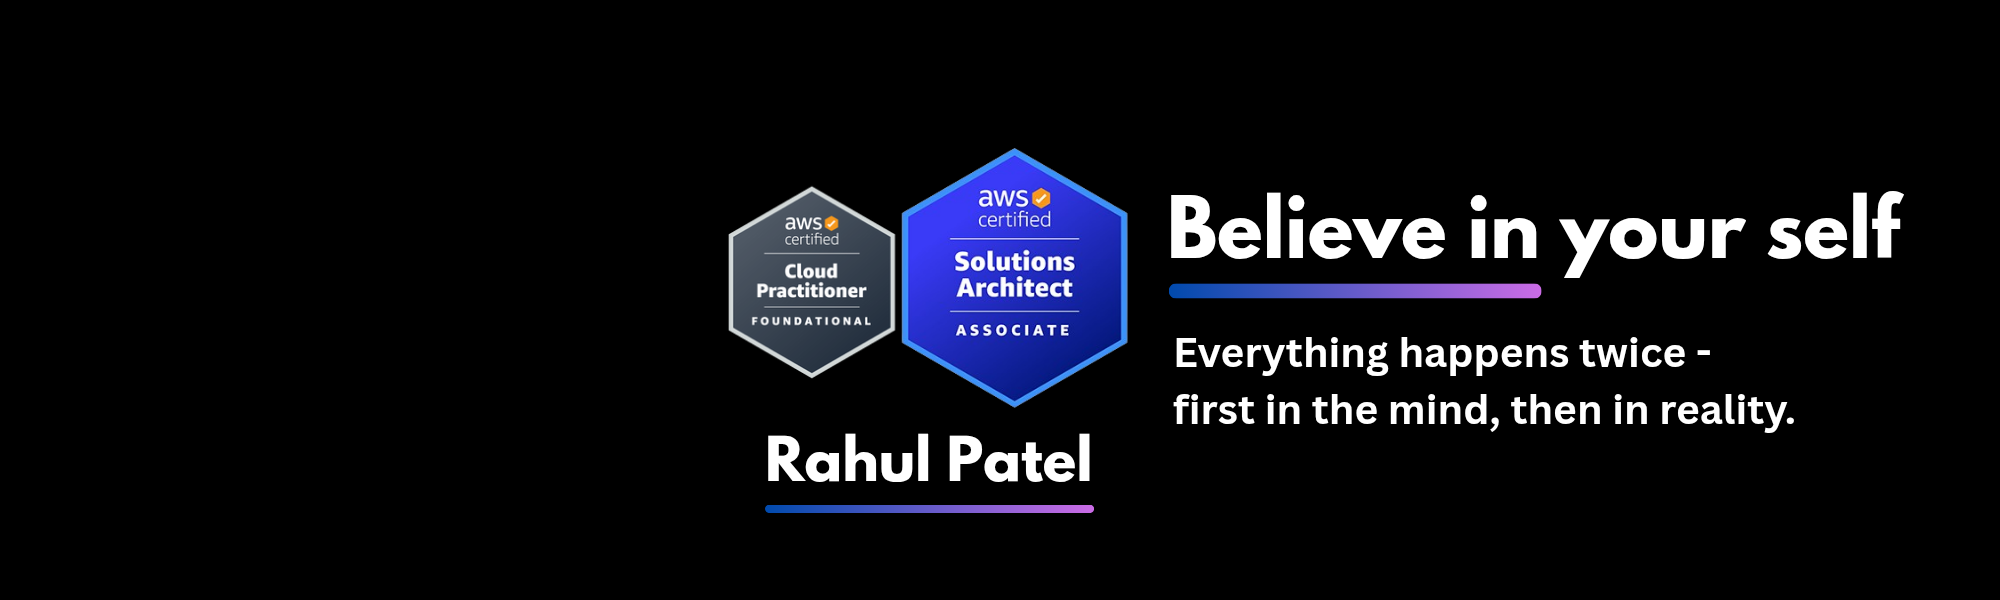 aws
certified
Cloud
Practitioner
FOUNDATIONAL
aws
certified
Solutions
Architect
ASSOCIATE
Rahul Patel
Believe in your self
Everything happens twice -
first in the mind, then in reality.